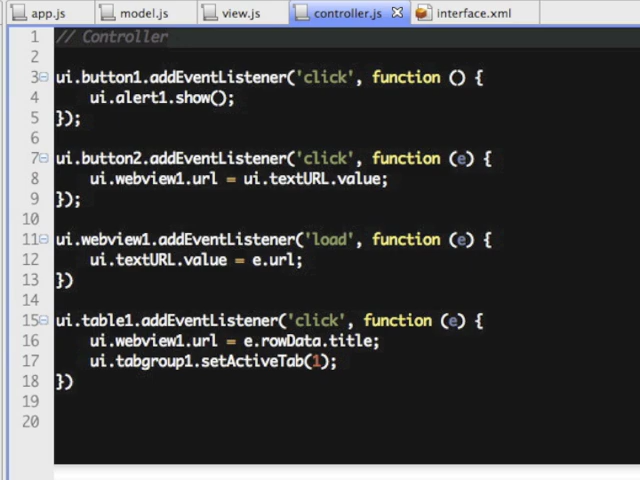 app.js model.js view.js controller.js interface.xml
1 // Controller
2
3 ui.button1.addEventListener('click', function () {
4 ui.alert1.show();
5 });
6
7 ui.button2.addEventListener('click', function (e) {
8 ui.webview1.url = ui.textURL.value;
9 });
10
11 ui.webview1.addEventListener('load', function (e) {
12 ui.textURL.value = e.url;
13 })
14
15 ui.table1.addEventListener('click', function (e) {
16 ui.webview1.url = e.rowData.title;
17 ui.tabgroup1.setActiveTab(1);
18 })
19
20